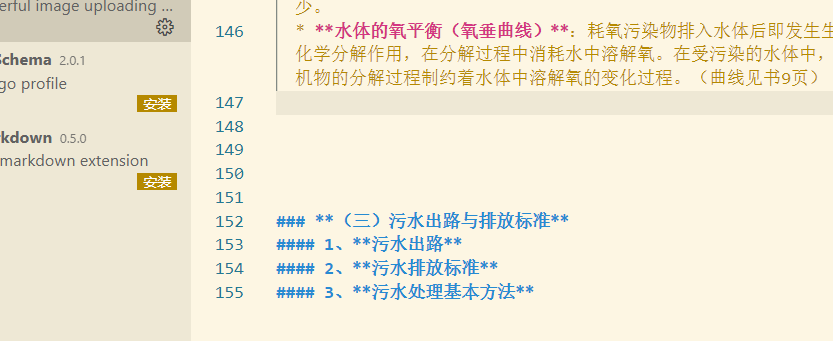 erful image uploading ...
Schema 2.0.1
go profile
安装
kdown 0.5.0
markdown extension
安装
少。
146 * **水体的氧平衡（氧垂曲线）**：耗氧污染物排入水体后即发生生
化学分解作用，在分解过程中消耗水中溶解氧。在受污染的水体中，
机物的分解过程制约着水体中溶解氧的变化过程。（曲线见书9页）
147
148
149
150
151
152 ### **（三）污水出路与排放标准**
153 #### 1、**污水出路**
154 #### 2、**污水排放标准**
155 #### 3、**污水处理基本方法**